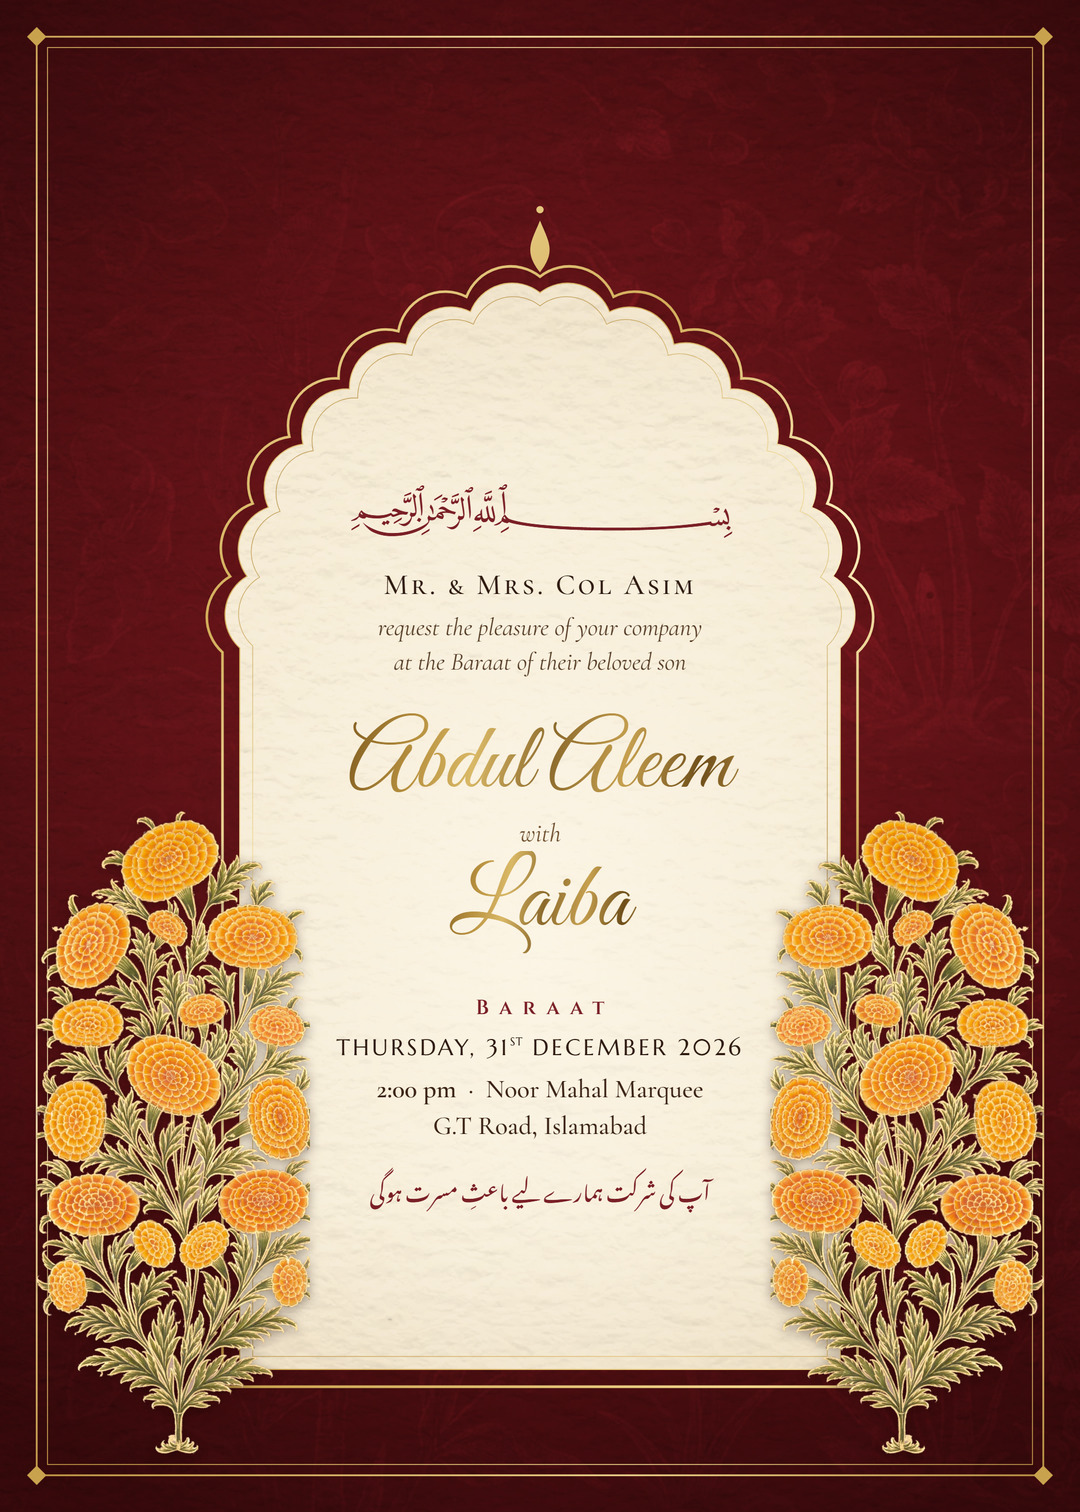 بِسْــــــــــمِ اللَّهِ الرَّحْمَٰنِ الرَّحِيمِ
Mr. & Mrs. Col Asim
request the pleasure of your company
at the Baraat of their beloved son
Abdul Aleem
with
Laiba
Baraat
THURSDAY, 31ST DECEMBER 2026
2:00 pm · Noor Mahal Marquee
G.T Road, Islamabad
آپ کی شرکت ہمارے لیے باعثِ مسرت ہوگی